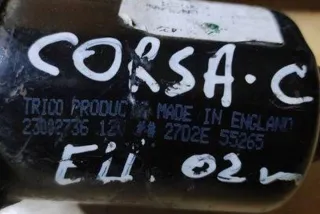 CORSA-C
TRICO PRODUCTS MADE IN ENGLAND
23002736 12V ## 2702E 55265
02